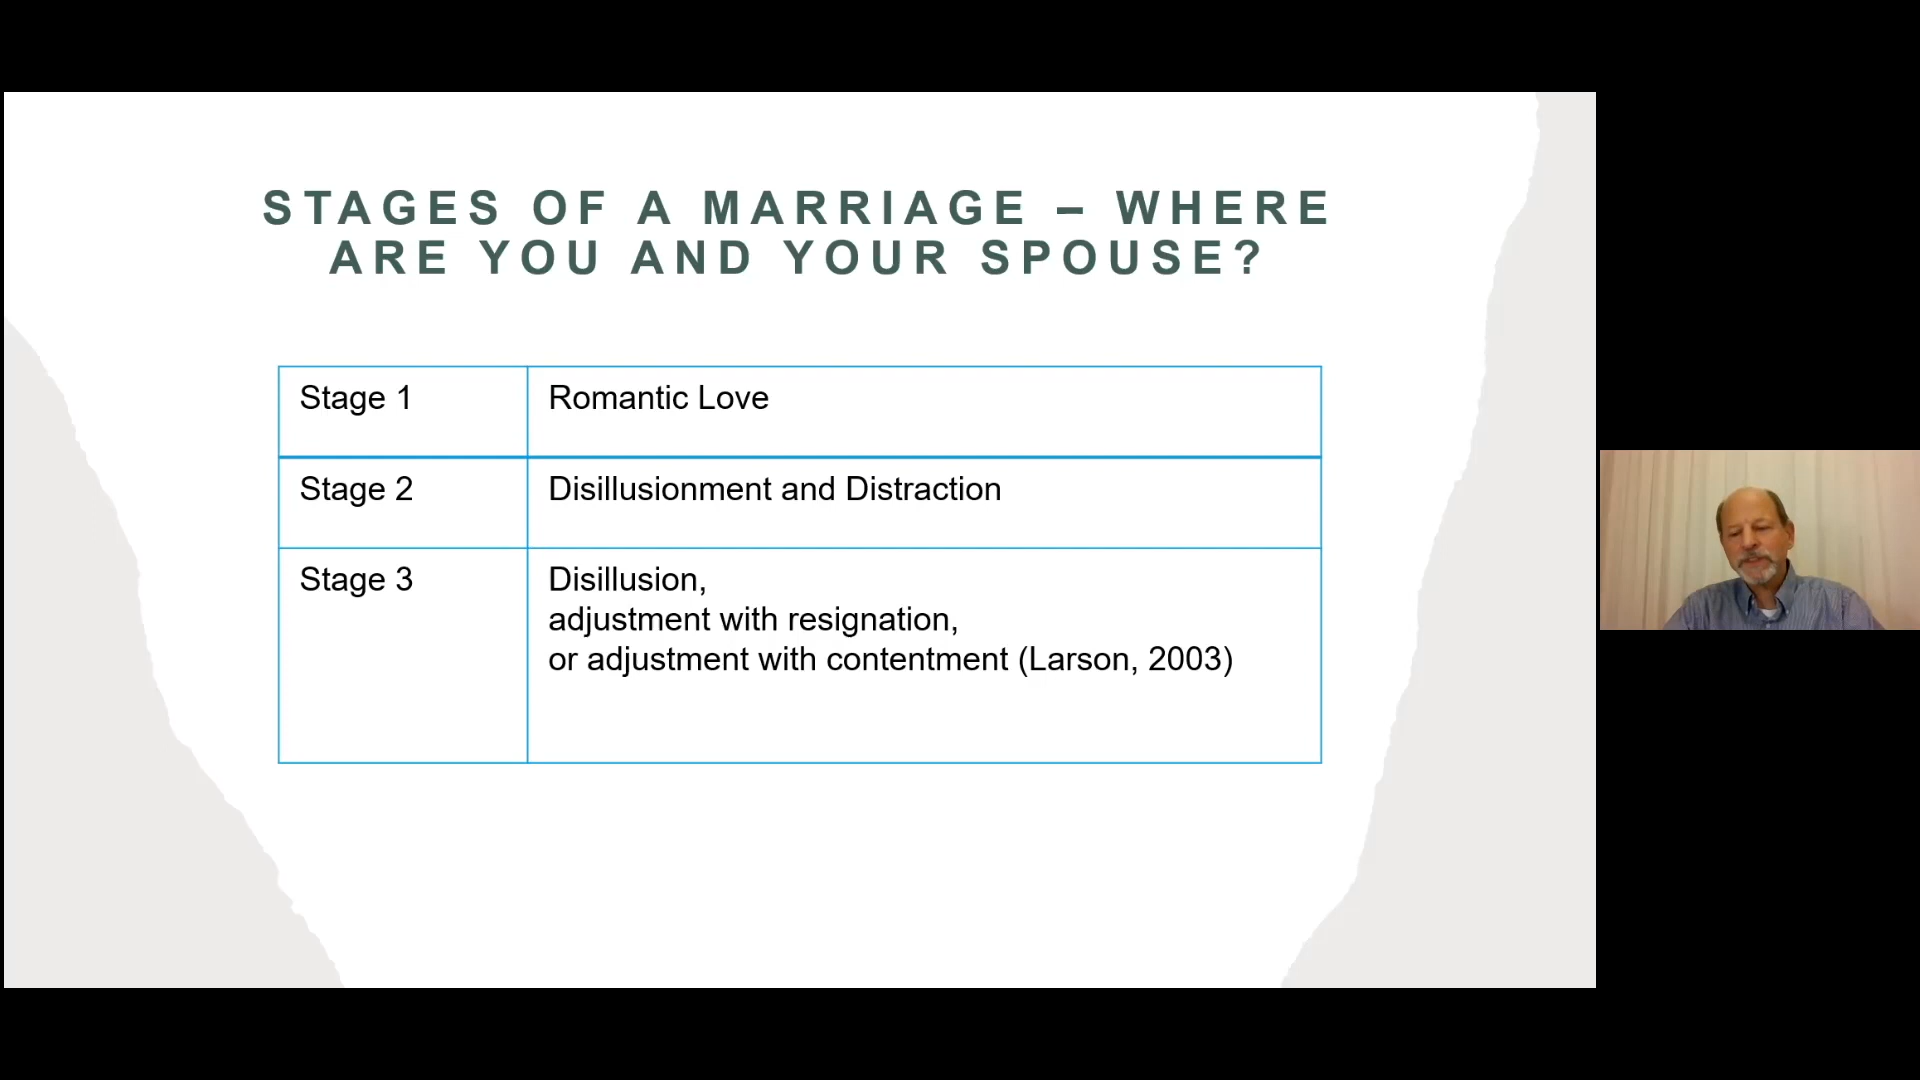 STAGES OF A MARRIAGE – WHERE
ARE YOU AND YOUR SPOUSE?
Stage 1
Romantic Love
Stage 2
Disillusionment and Distraction
Stage 3
Disillusion,
adjustment with resignation,
or adjustment with contentment (Larson, 2003)